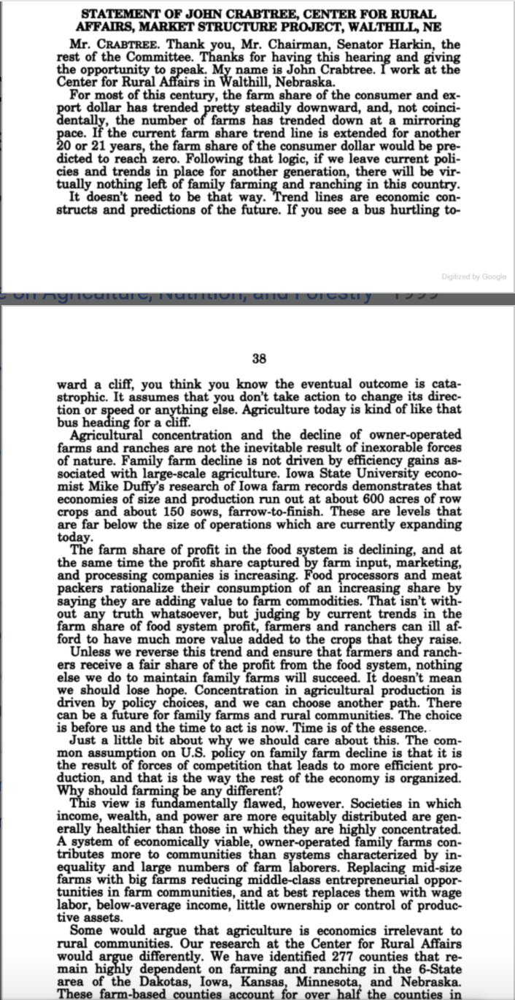 STATEMENT OF JOHN CRABTREE, CENTER FOR RURAL
AFFAIRS, MARKET STRUCTURE PROJECT, WALTHILL, NE
Mr. CRABTREE. Thank you, Mr. Chairman, Senator Harkin, the
rest of the Committee. Thanks for having this hearing and giving
the opportunity to speak. My name is John Crabtree. I work at the
Center for Rural Affairs in Walthill, Nebraska.
For most of this century, the farm share of the consumer and ex-
port dollar has trended pretty steadily downward, and, not coinci-
dentally, the number of farms has trended down at a mirroring
pace. If the current farm share trend line is extended for another
20 or 21 years, the farm share of the consumer dollar would be pre-
dicted to reach zero. Following that logic, if we leave current poli-
cies and trends in place for another generation, there will be vir-
tually nothing left of family farming and ranching in this country.
It doesn't need to be that way. Trend lines are economic con-
structs and predictions of the future. If you see a bus hurtling to-
Digitized by Google
e on Agriculture, Nutrition, and Forestry 1999
38
ward a cliff, you think you know the eventual outcome is cata-
strophic. It assumes that you don't take action to change its direc-
tion or speed or anything else. Agriculture today is kind of like that
bus heading for a cliff.
Agricultural concentration and the decline of owner-operated
farms and ranches are not the inevitable result of inexorable forces
of nature. Family farm decline is not driven by efficiency gains as-
sociated with large-scale agriculture. Iowa State University econo-
mist Mike Duffy's research of Iowa farm records demonstrates that
economies of size and production run out at about 600 acres of row
crops and about 150 sows, farrow-to-finish. These are levels that
are far below the size of operations which are currently expanding
today.
The farm share of profit in the food system is declining, and at
the same time the profit share captured by farm input, marketing,
and processing companies is increasing. Food processors and meat
packers rationalize their consumption of an increasing share by
saying they are adding value to farm commodities. That isn't with-
out any truth whatsoever, but judging by current trends in the
farm share of food system profit, farmers and ranchers can ill af-
ford to have much more value added to the crops that they raise.
Unless we reverse this trend and ensure that farmers and ranch-
ers receive a fair share of the profit from the food system, nothing
else we do to maintain family farms will succeed. It doesn't mean
we should lose hope. Concentration in agricultural production is
driven by policy choices, and we can choose another path. There
can be a future for family farms and rural communities. The choice
is before us and the time to act is now. Time is of the essence.
Just a little bit about why we should care about this. The com-
mon assumption on U.S. policy on family farm decline is that it is
the result of forces of competition that leads to more efficient pro-
duction, and that is the way the rest of the economy is organized.
Why should farming be any different?
This view is fundamentally flawed, however. Societies in which
income, wealth, and power are more equitably distributed are gen-
erally healthier than those in which they are highly concentrated.
A system of economically viable, owner-operated family farms con-
tributes more to communities than systems characterized by in-
equality and large numbers of farm laborers. Replacing mid-size
farms with big farms reducing middle-class entrepreneurial oppor-
tunities in farm communities, and at best replaces them with wage
labor, below-average income, little ownership or control of produc-
tive assets.
Some would argue that agriculture is economics irrelevant to
rural communities. Our research at the Center for Rural Affairs
would argue differently. We have identified 277 counties that re-
main highly dependent on farming and ranching in the 6-State
area of the Dakotas, Iowa, Kansas, Minnesota, and Nebraska.
These farm-based counties account for over half the counties in